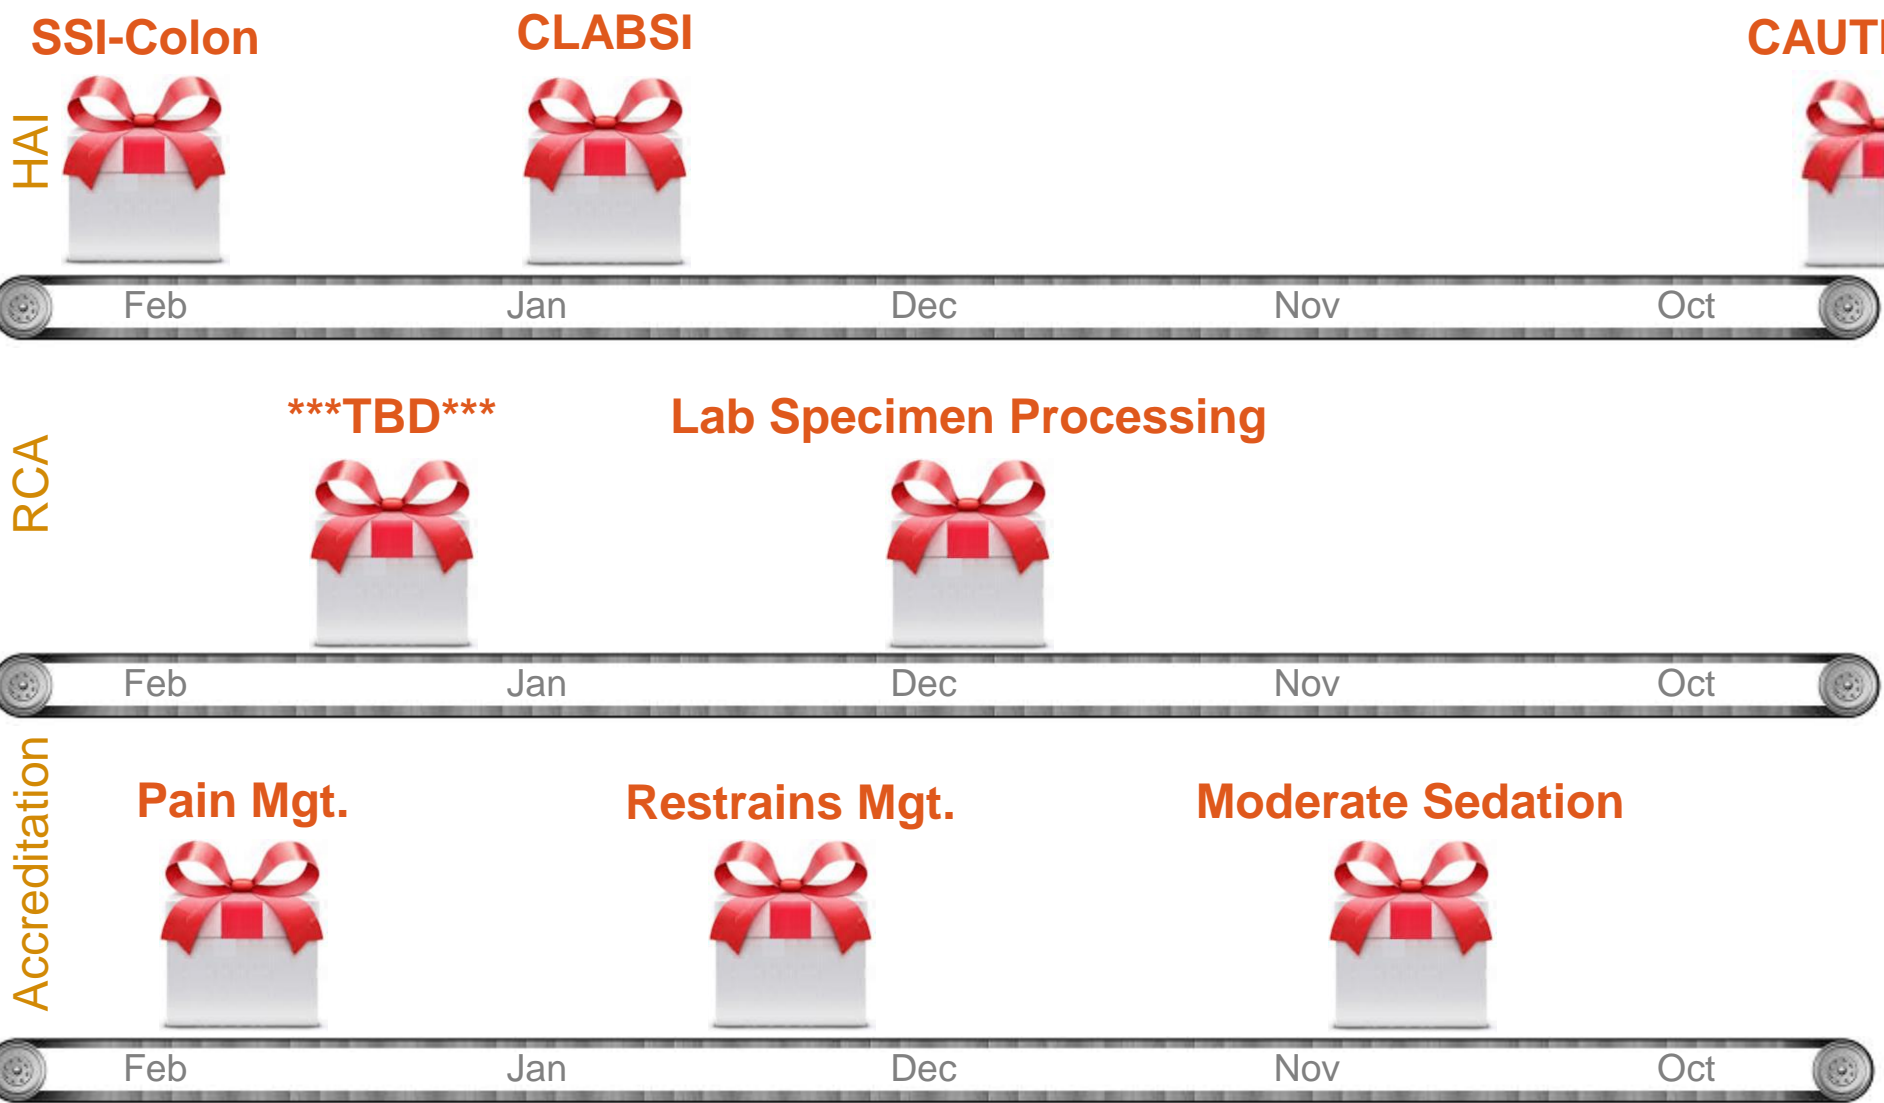 SSI-Colon CLABSI CAUTI
HAI
Feb Jan Dec Nov Oct
***TBD*** Lab Specimen Processing
RCA
Feb Jan Dec Nov Oct
Accreditation
Pain Mgt. Restrains Mgt. Moderate Sedation
Feb Jan Dec Nov Oct